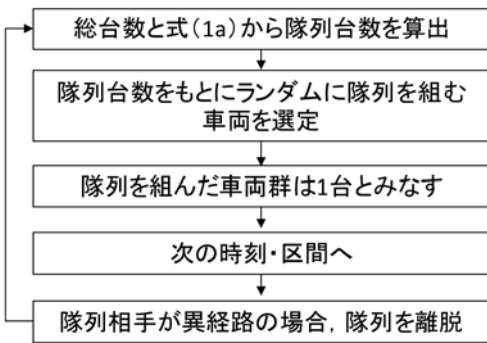 総台数と式(1a)から隊列台数を算出
隊列台数をもとにランダムに隊列を組む
車両を選定
隊列を組んだ車両群は1台とみなす
次の時刻・区間へ
隊列相手が異経路の場合，隊列を離脱